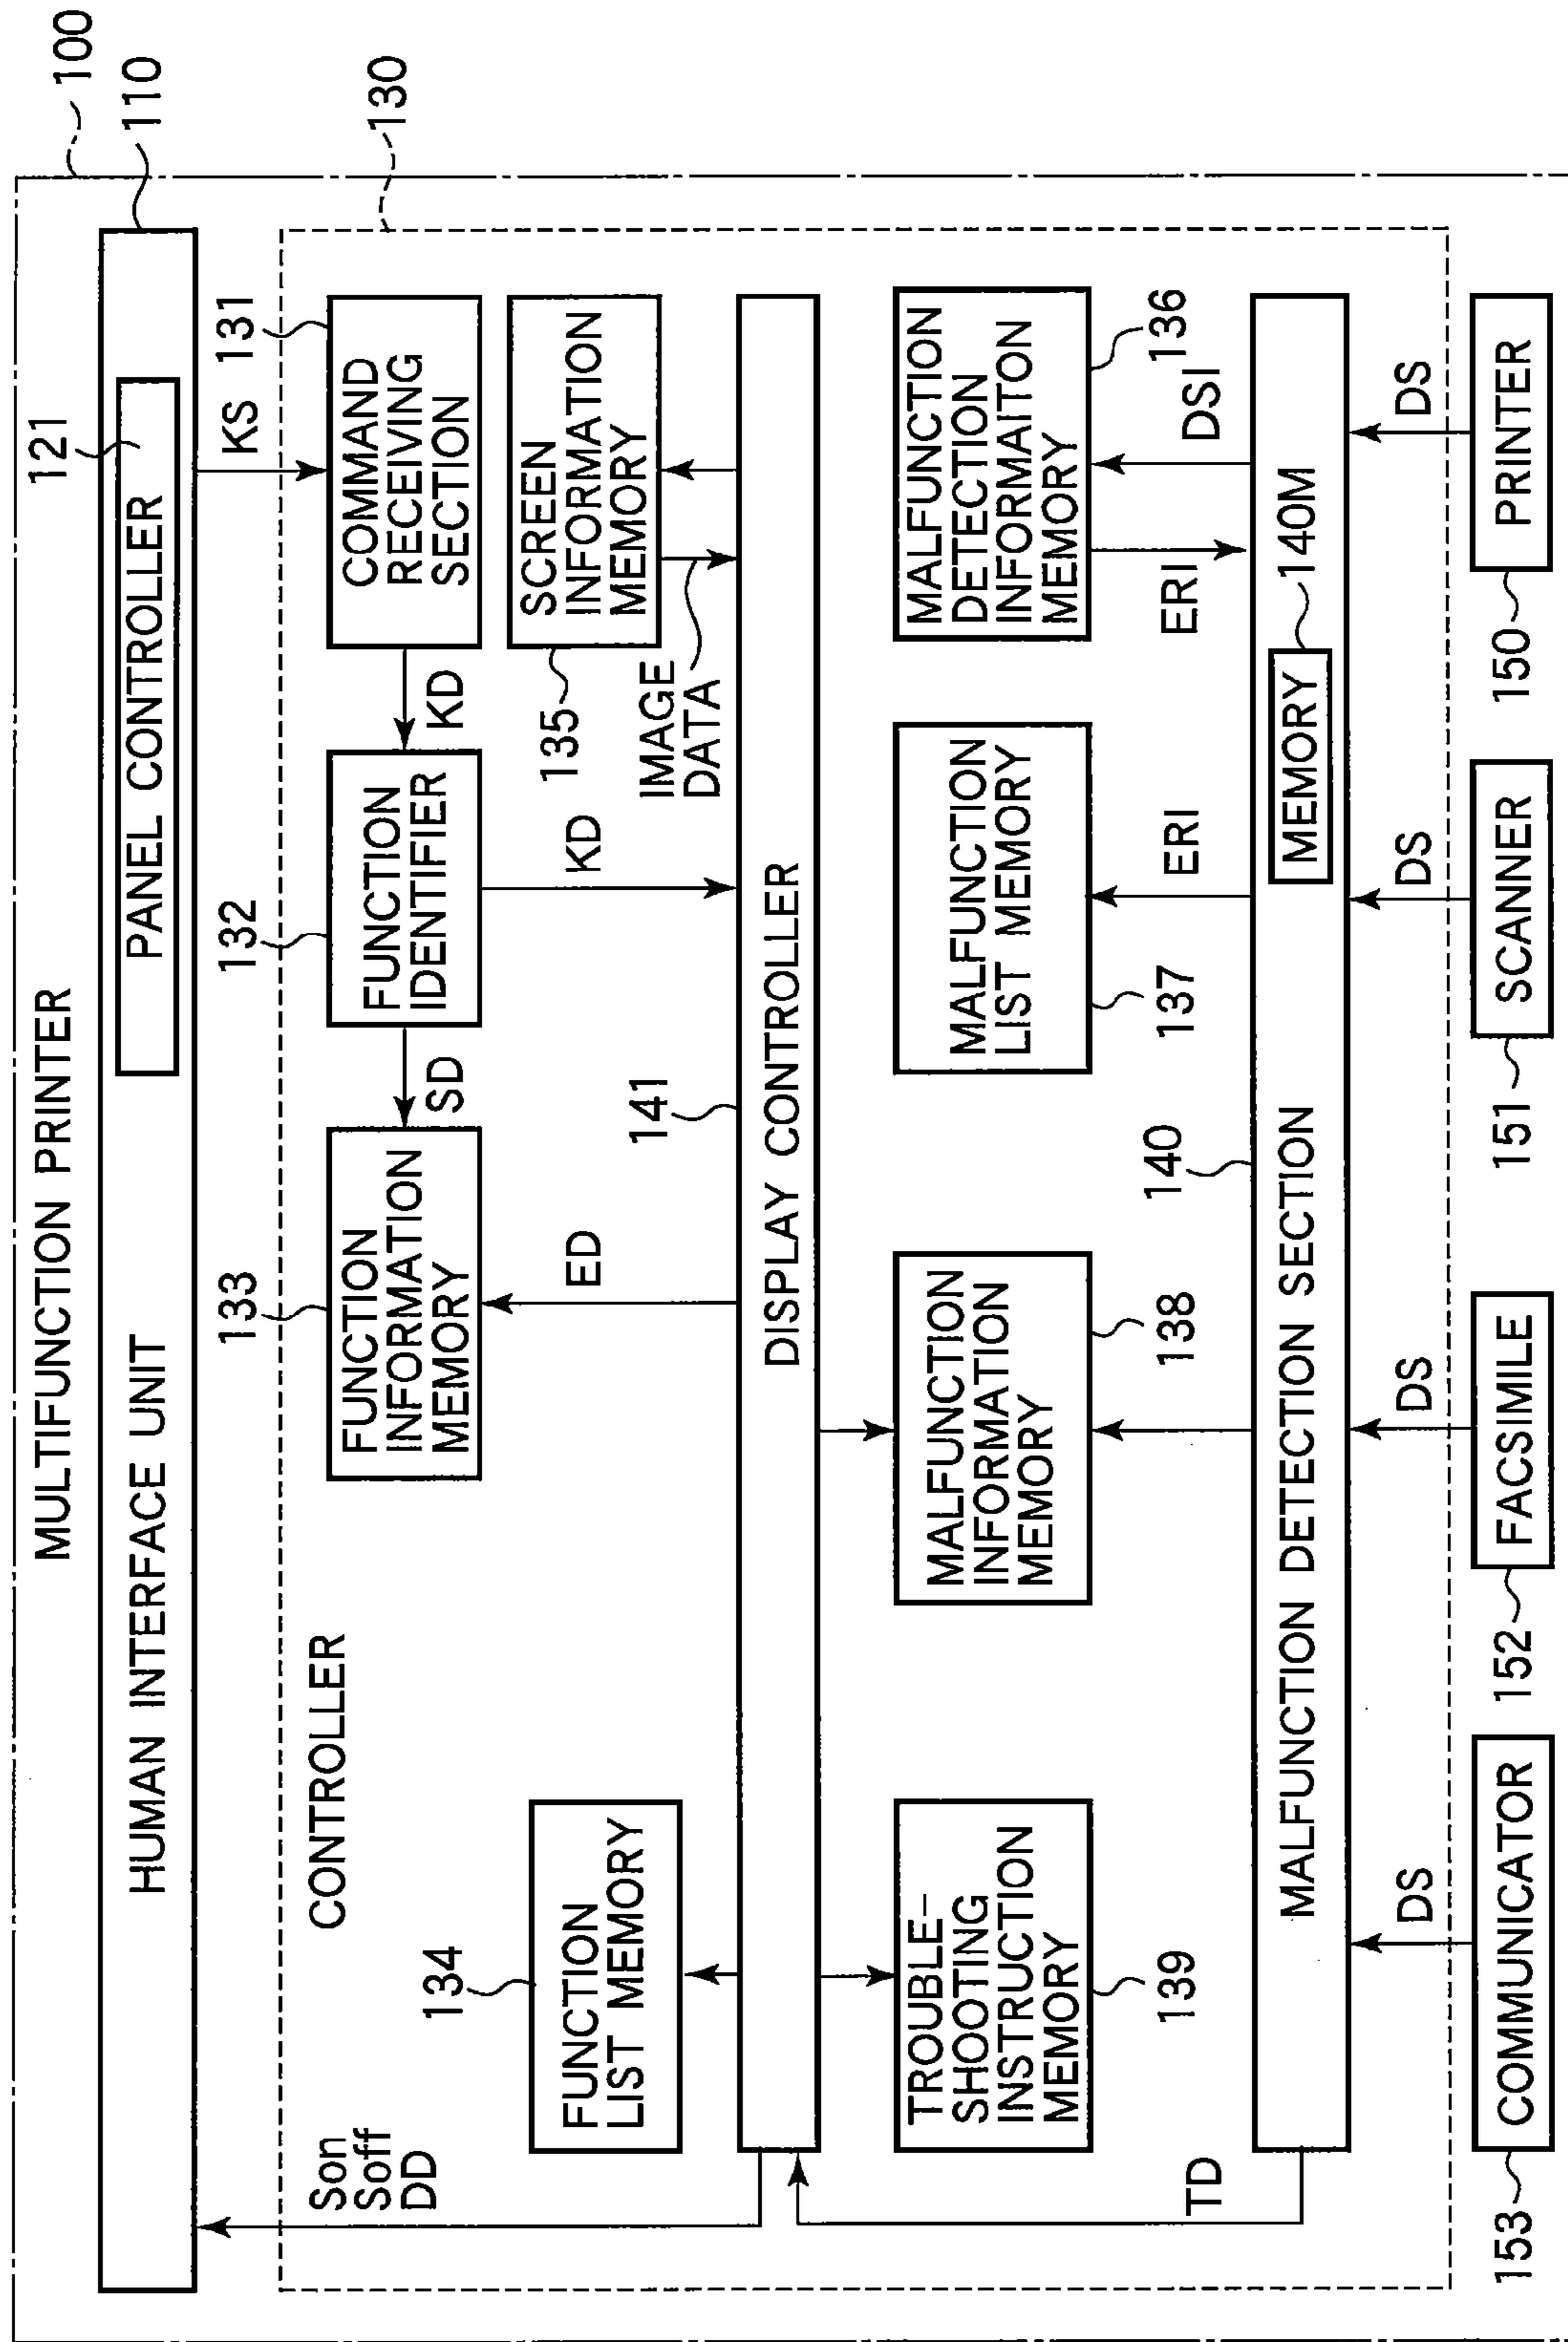 MULTIFUNCTION PRINTER
100
110
HUMAN INTERFACE UNIT
PANEL CONTROLLER
121
130
CONTROLLER
Son
Soff
DD
KS
131
COMMAND
RECEIVING
SECTION
KD
132
FUNCTION
IDENTIFIER
SD
133
FUNCTION
INFORMATION
MEMORY
134
FUNCTION
LIST MEMORY
SCREEN
INFORMATION
MEMORY
135
IMAGE
DATA
KD
ED
141
DISPLAY CONTROLLER
TROUBLE-
SHOOTING
INSTRUCTION
MEMORY
139
MALFUNCTION
INFORMATION
MEMORY
138
MALFUNCTION
LIST MEMORY
137
MALFUNCTION
DETECTION
INFORMAITON
MEMORY
136
TD
ERI
ERI
DSI
140
MALFUNCTION DETECTION SECTION
MEMORY
140M
DS
DS
DS
DS
COMMUNICATOR
153
FACSIMILE
152
SCANNER
151
PRINTER
150